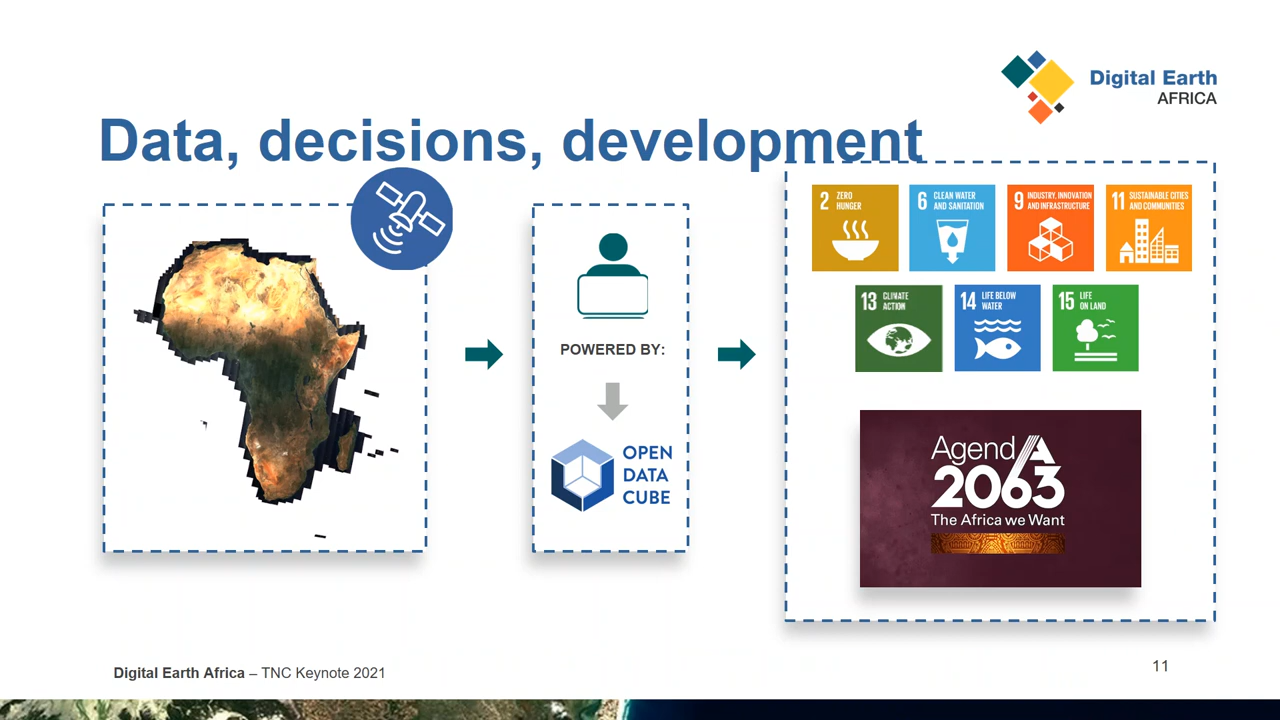 Digital Earth
AFRICA
Data, decisions, development
POWERED BY:
OPEN
DATA
CUBE
2 ZERO
HUNGER
6 CLEAN WATER
AND SANITATION
9 INDUSTRY, INNOVATION
AND INFRASTRUCTURE
11 SUSTAINABLE CITIES
AND COMMUNITIES
13 CLIMATE
ACTION
14 LIFE BELOW
WATER
15 LIFE
ON LAND
AgendA
2063
The Africa we Want
Digital Earth Africa – TNC Keynote 2021
11